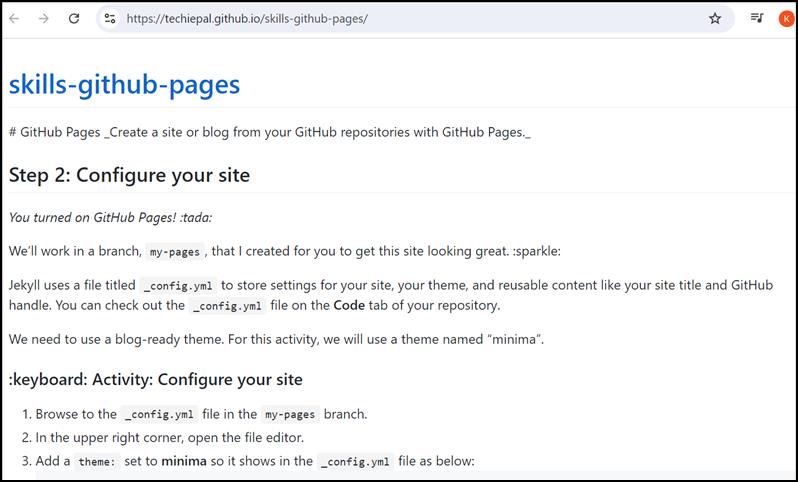 https://techiepal.github.io/skills-github-pages/
K
skills-github-pages
# GitHub Pages _Create a site or blog from your GitHub repositories with GitHub Pages._
Step 2: Configure your site
You turned on GitHub Pages! :tada:
We’ll work in a branch, my-pages , that I created for you to get this site looking great. :sparkle:
Jekyll uses a file titled _config.yml to store settings for your site, your theme, and reusable content like your site title and GitHub
handle. You can check out the _config.yml file on the Code tab of your repository.
We need to use a blog-ready theme. For this activity, we will use a theme named “minima”.
:keyboard: Activity: Configure your site
1. Browse to the _config.yml file in the my-pages branch.
2. In the upper right corner, open the file editor.
3. Add a theme: set to minima so it shows in the _config.yml file as below: